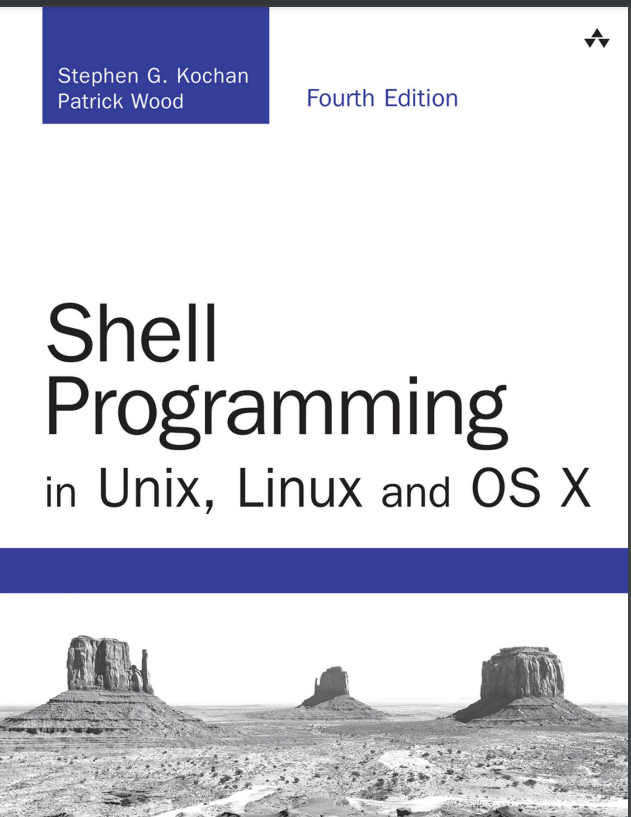 Stephen G. Kochan
Patrick Wood
Fourth Edition
Shell
Programming
in Unix, Linux and OS X